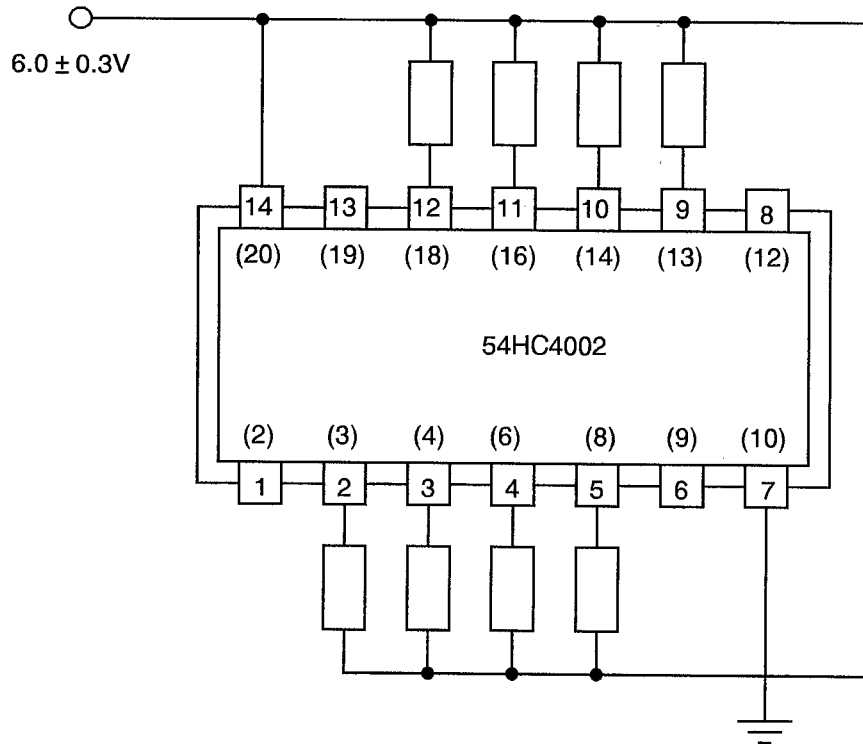 6.0 ± 0.3V
14 13 12 11 10 9 8
(20) (19) (18) (16) (14) (13) (12)
54HC4002
(2) (3) (4) (6) (8) (9) (10)
1 2 3 4 5 6 7